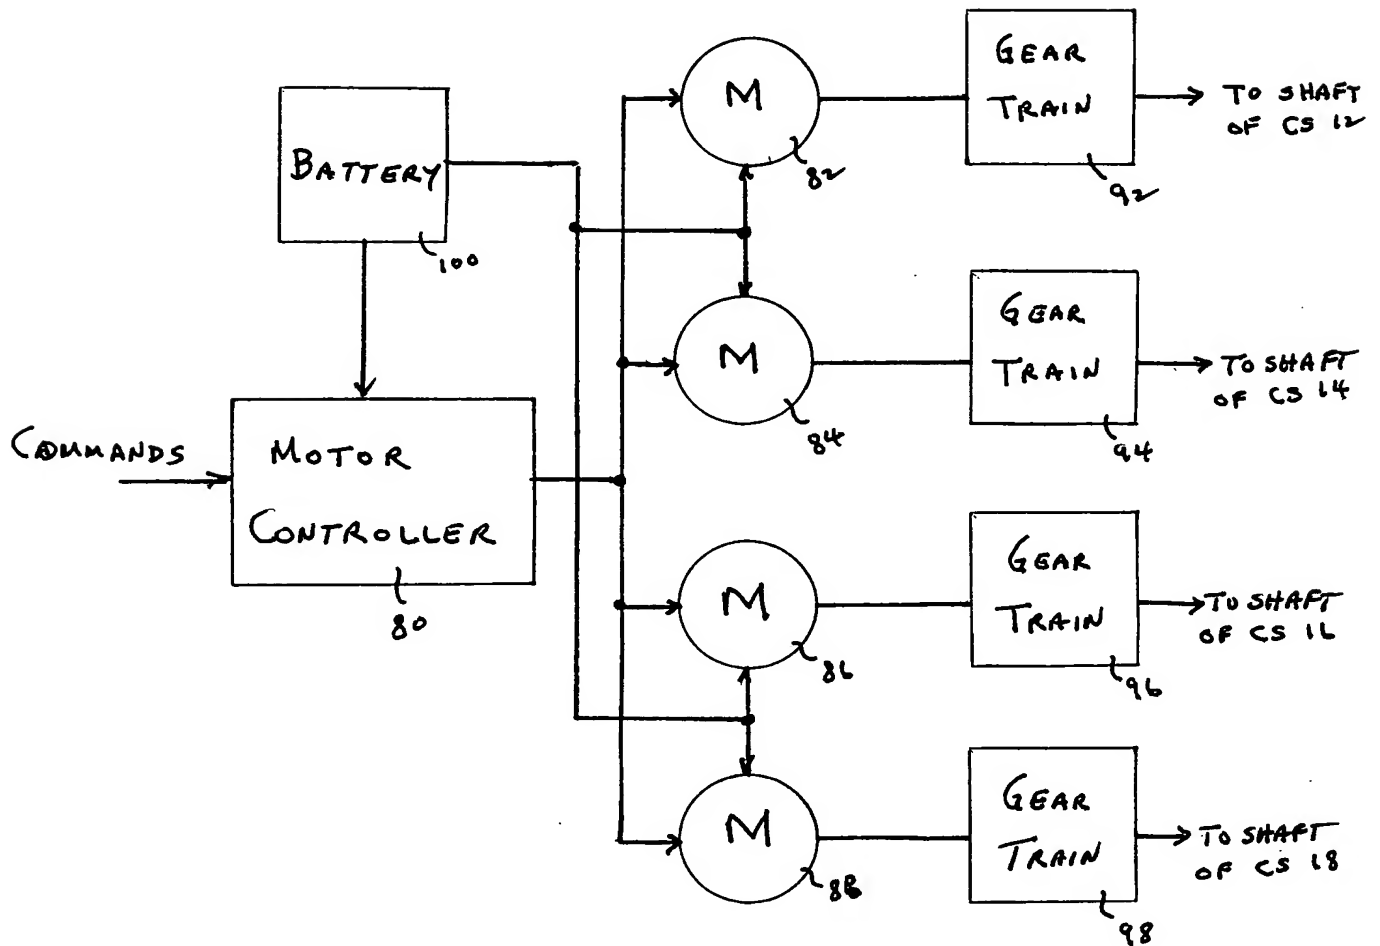 BATTERY
100
COMMANDS
MOTOR
CONTROLLER
80
M
82
GEAR
TRAIN
92
TO SHAFT
OF CS 12
M
84
GEAR
TRAIN
94
TO SHAFT
OF CS 14
M
86
GEAR
TRAIN
96
TO SHAFT
OF CS 16
M
88
GEAR
TRAIN
98
TO SHAFT
OF CS 18